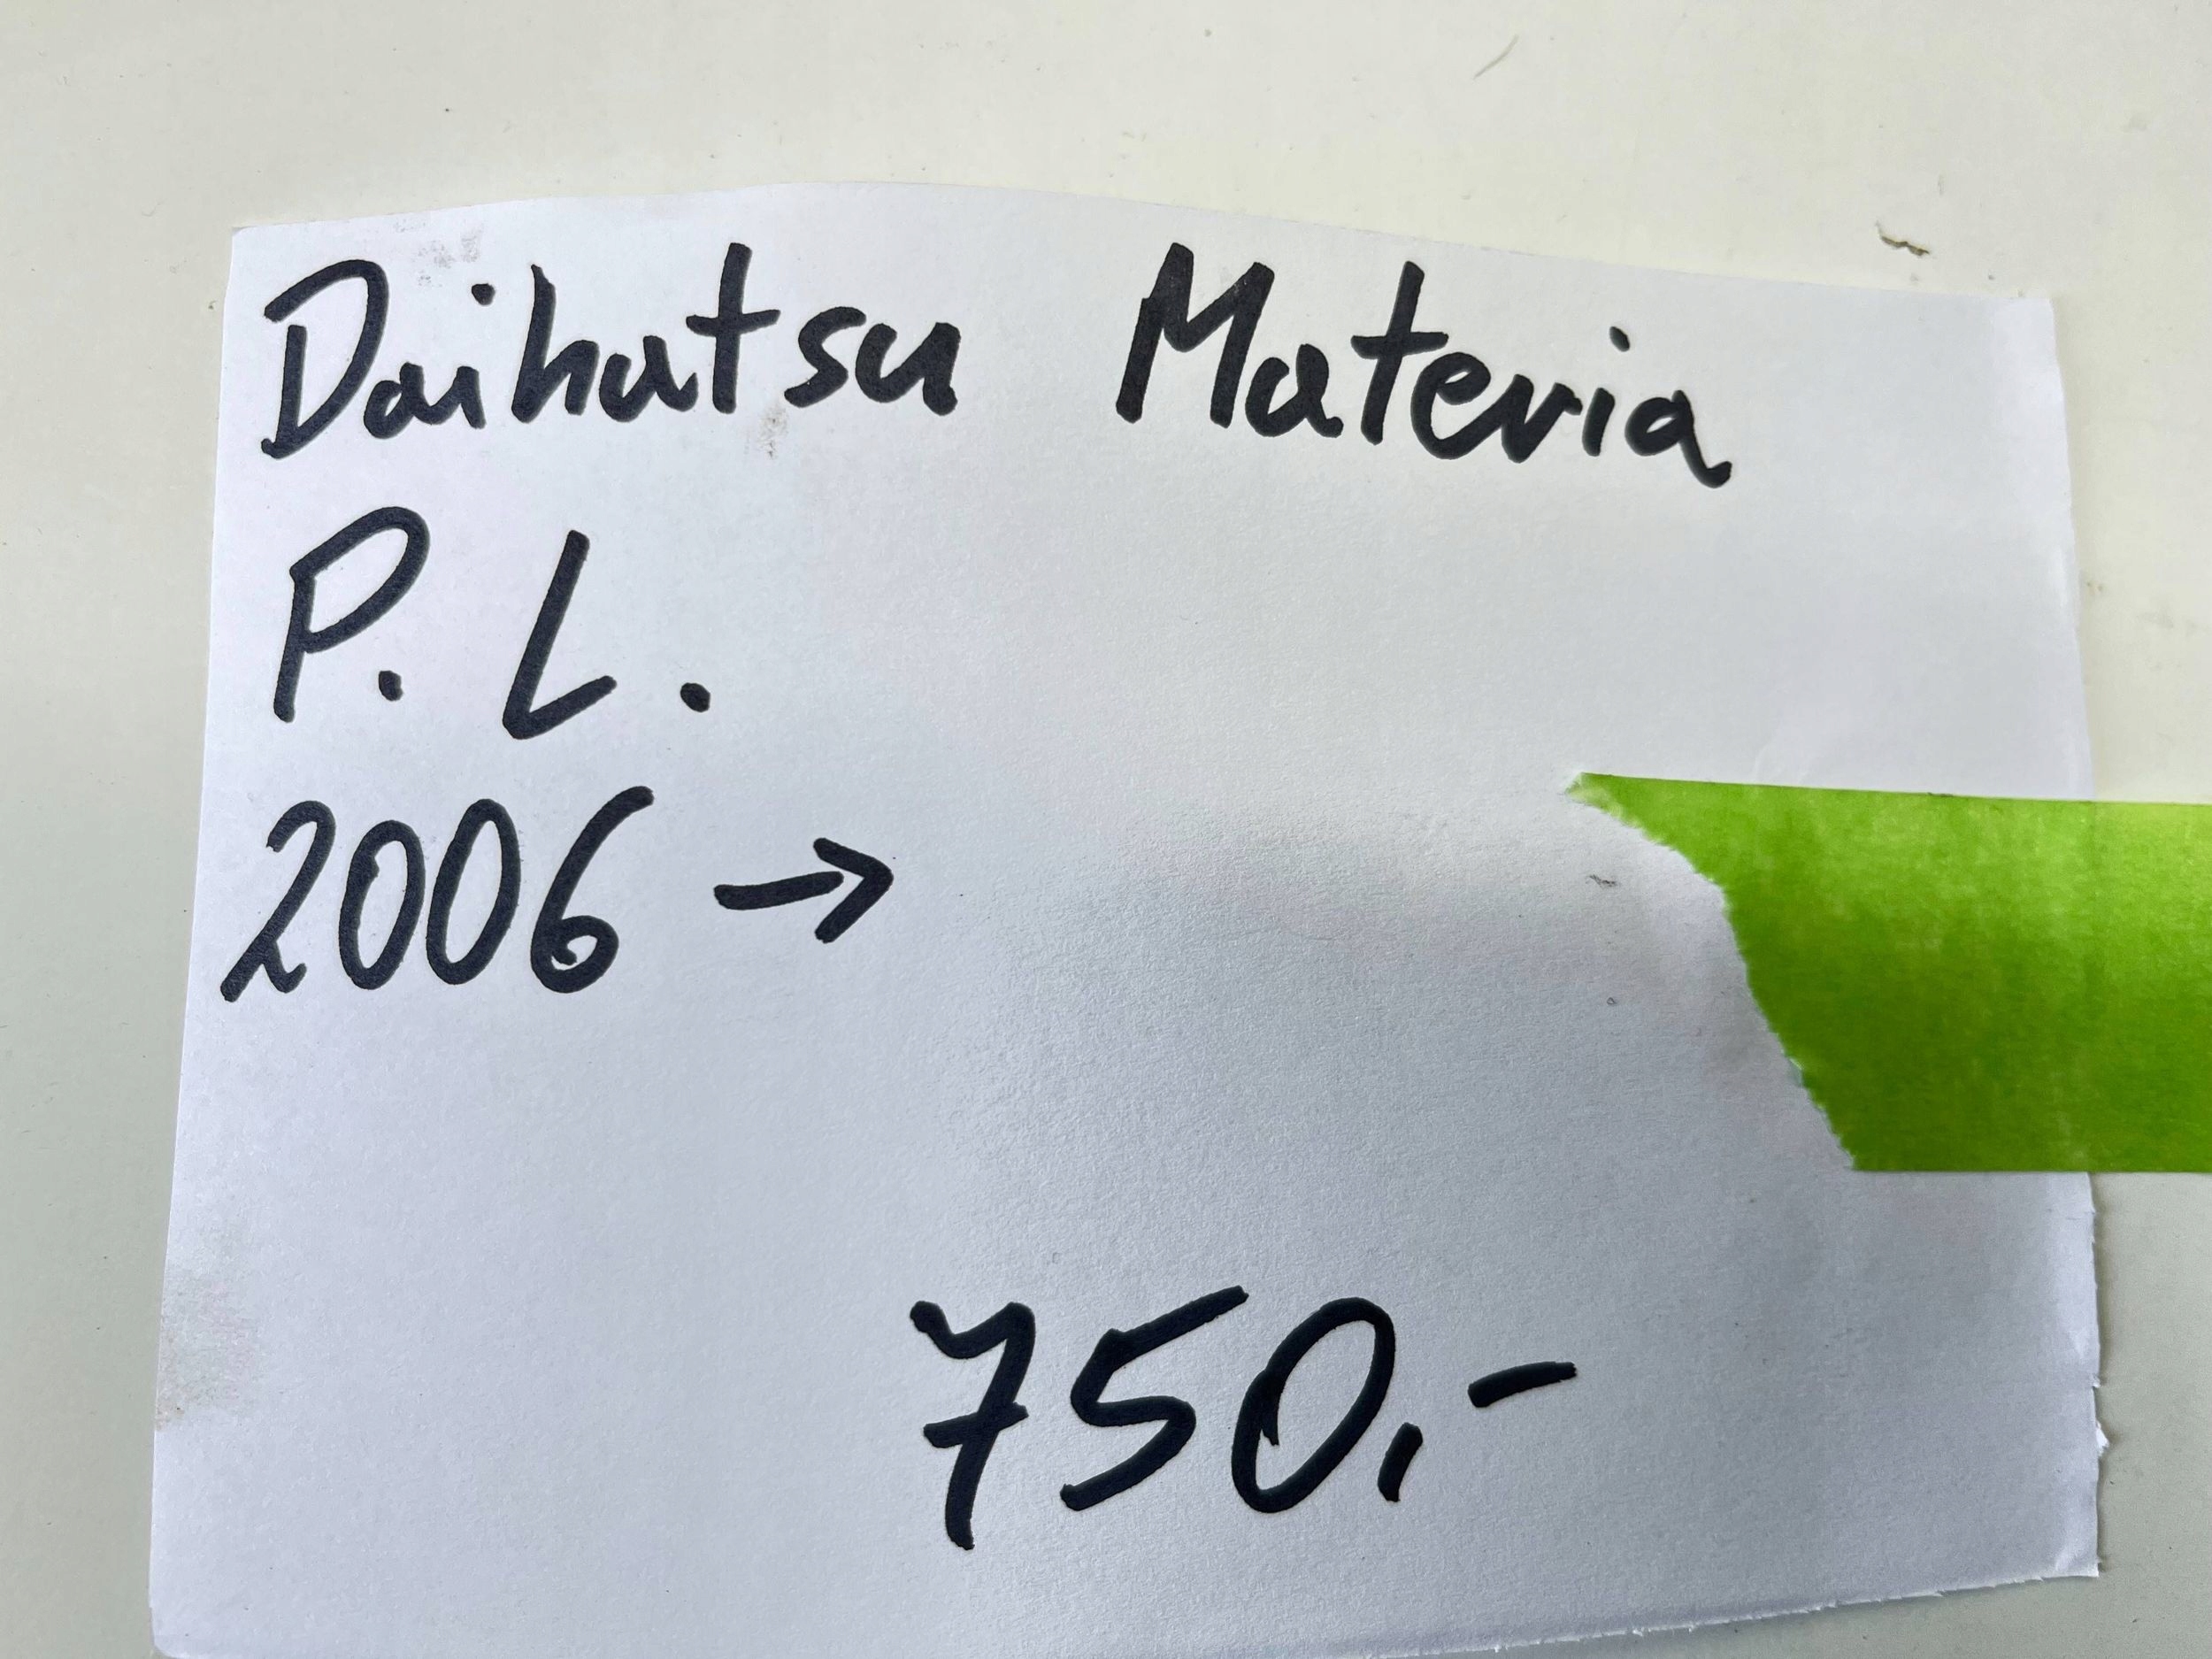 Daihatsu Materia
P. L.
2006 →
750,-